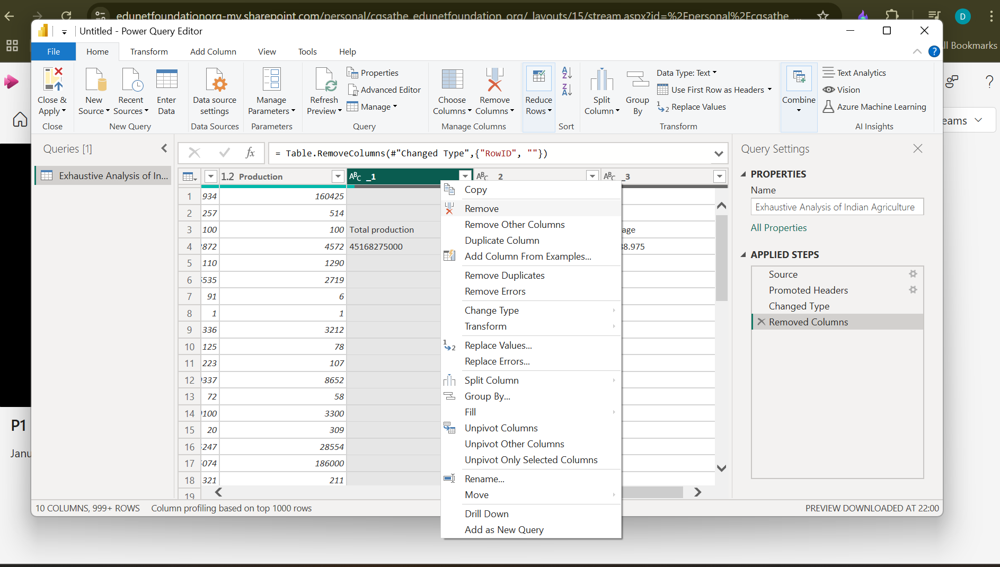 edunetfoundationorg-my.sharepoint.com/personal/cgsathe_edunetfoundation_org/_layouts/15/stream.aspx?id=%2Fpersonal%2Fcgsathe_...
D
All Bookmarks
Untitled - Power Query Editor
File
Home
Transform
Add Column
View
Tools
Help
?
Close & Apply
Close
New Source
Recent Sources
Enter Data
New Query
Data source settings
Data Sources
Manage Parameters
Parameters
Refresh Preview
Properties
Advanced Editor
Manage
Query
Choose Columns
Remove Columns
Manage Columns
Reduce Rows
A Z
Z A
Sort
Split Column
Group By
Data Type: Text
Use First Row as Headers
1 2 Replace Values
Transform
Combine
Text Analytics
Vision
Azure Machine Learning
AI Insights
?
eams
Queries [1]
Exhaustive Analysis of In...
fx
= Table.RemoveColumns(#"Changed Type",{"RowID", ""})
1.2 Production
ABC _1
ABC _2
ABC _3
1 934 160425
2 257 514
3 100 100 Total production age
4 872 4572 45168275000 38.975
5 110 1290
6 535 2719
7 91 6
8 1 1
9 336 3212
10 125 78
11 223 107
12 337 8652
13 72 58
14 100 3300
15 20 309
16 247 28554
17 074 186000
18 321 211
19
Copy
Remove
Remove Other Columns
Duplicate Column
Add Column From Examples...
Remove Duplicates
Remove Errors
Change Type
Transform
1 2 Replace Values...
Replace Errors...
Split Column
Group By...
Fill
Unpivot Columns
Unpivot Other Columns
Unpivot Only Selected Columns
Rename...
Move
Drill Down
Add as New Query
Query Settings
PROPERTIES
Name
Exhaustive Analysis of Indian Agriculture
All Properties
APPLIED STEPS
Source
Promoted Headers
Changed Type
Removed Columns
P1
Janu
10 COLUMNS, 999+ ROWS
Column profiling based on top 1000 rows
PREVIEW DOWNLOADED AT 22:00